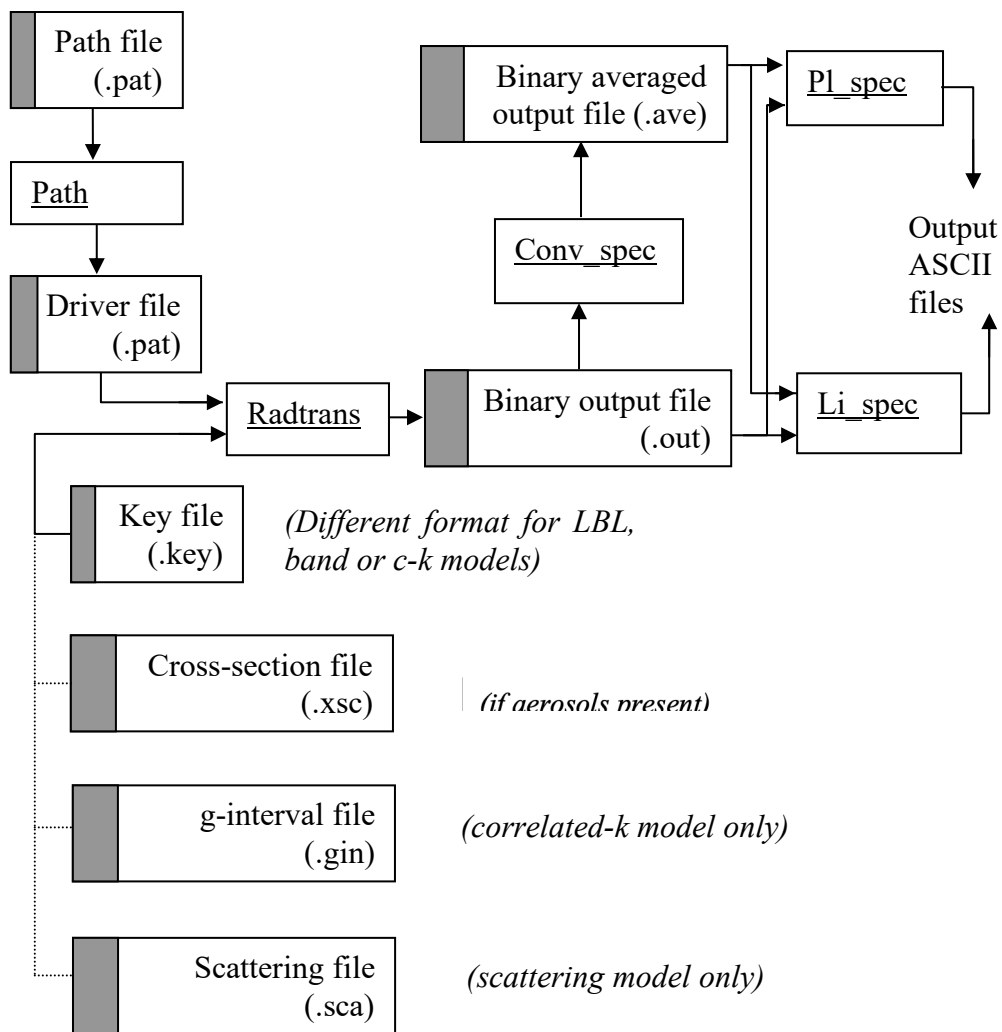 Path file
(.pat)
Path
Driver file
(.pat)
Binary averaged
output file (.ave)
Pl_spec
Conv_spec
Output
ASCII
files
Radtrans
Binary output file
(.out)
Li_spec
Key file
(.key)
(Different format for LBL,
band or c-k models)
Cross-section file
(.xsc)
(if aerosols present)
g-interval file
(.gin)
(correlated-k model only)
Scattering file
(.sca)
(scattering model only)